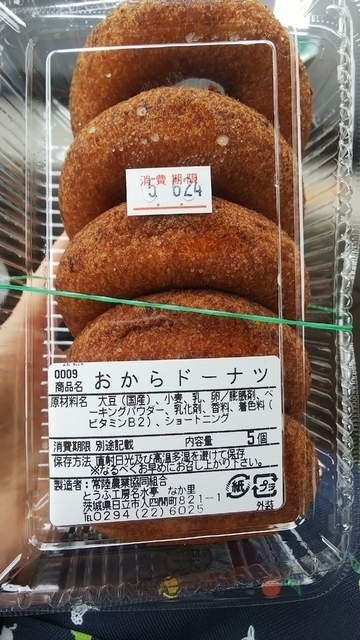 消費期限
5. 6.24
0009
商品名 おからドーナツ
原材料名 大豆(国産)、小麦、乳、卵/膨脹剤、ベ
ーキングパウダー、乳化剤、香料、着色料(
ビタミンB2)、ショートニング
消費期限 別途記載 内容量 5個
保存方法 直射日光及び高温多湿を避けて保存
※なるべくお早めにお召し上がり下さい。
製造者:常陸農業協同組合
とうふ工房名水亭 なか里
茨城県日立市入四間町821-1
℡0294(22)6025
紙
プラ
外装